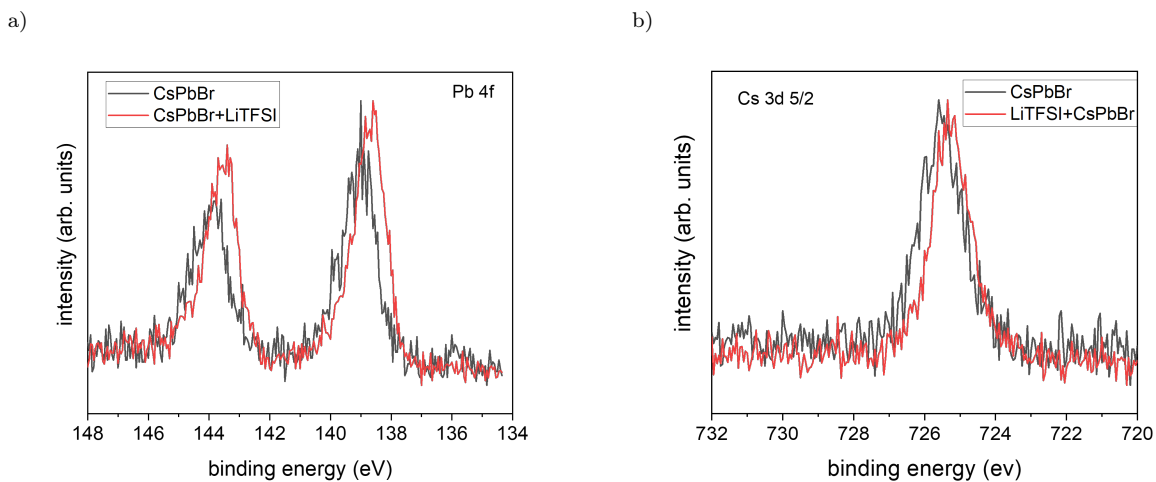 a)
CsPbBr
CsPbBr+LiTFSI
Pb 4f
intensity (arb. units)
148 146 144 142 140 138 136 134
binding energy (eV)
b)
Cs 3d 5/2
CsPbBr
LiTFSI+CsPbBr
intensity (arb. units)
732 730 728 726 724 722 720
binding energy (ev)